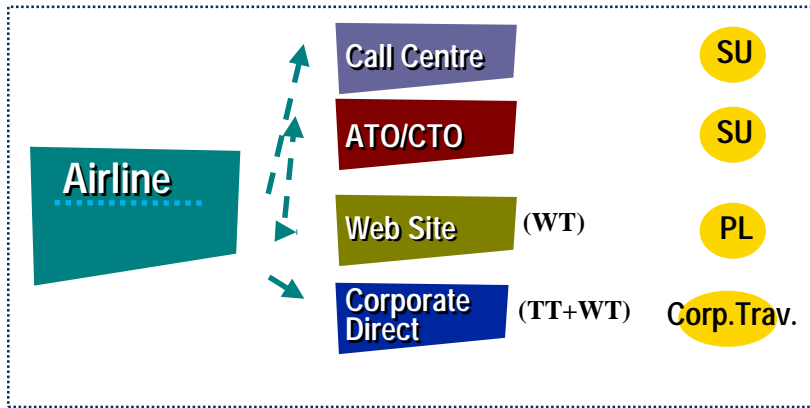 Call Centre
SU
ATO/CTO
SU
Airline
Web Site
(WT)
PL
Corporate
Direct
(TT+WT)
Corp.Trav.